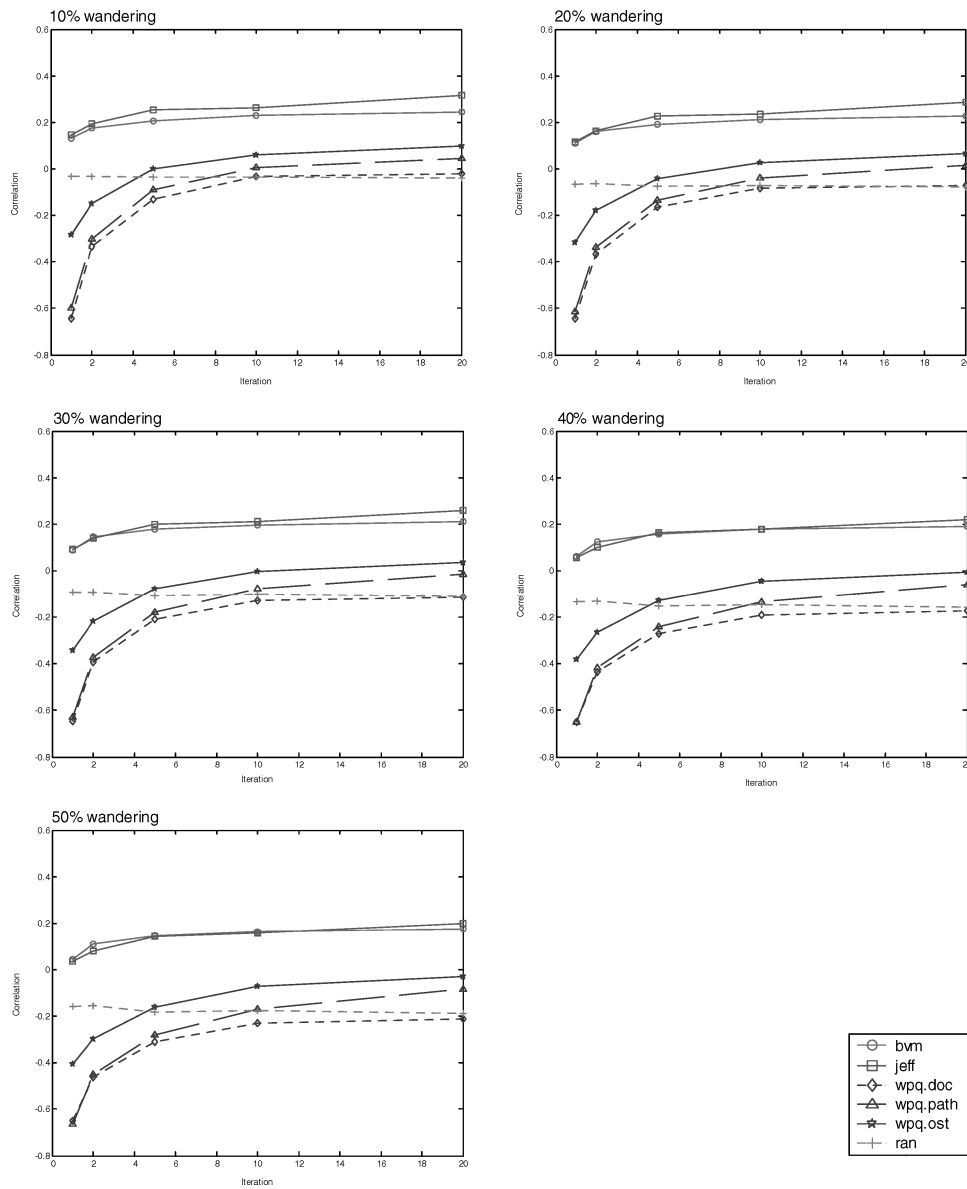 10% wandering
0.6
0.4
0.2
0
-0.2
-0.4
-0.6
-0.8
Correlation
0 2 4 6 8 10 12 14 16 18 20
Iteration
20% wandering
0.6
0.4
0.2
0
-0.2
-0.4
-0.6
-0.8
Correlation
0 2 4 6 8 10 12 14 16 18 20
Iteration
30% wandering
0.6
0.4
0.2
0
-0.2
-0.4
-0.6
-0.8
Correlation
0 2 4 6 8 10 12 14 16 18 20
Iteration
40% wandering
0.6
0.4
0.2
0
-0.2
-0.4
-0.6
-0.8
Correlation
0 2 4 6 8 10 12 14 16 18 20
Iteration
50% wandering
0.6
0.4
0.2
0
-0.2
-0.4
-0.6
-0.8
Correlation
0 2 4 6 8 10 12 14 16 18 20
Iteration
bvm
jeff
wpq.doc
wpq.path
wpq.ost
ran